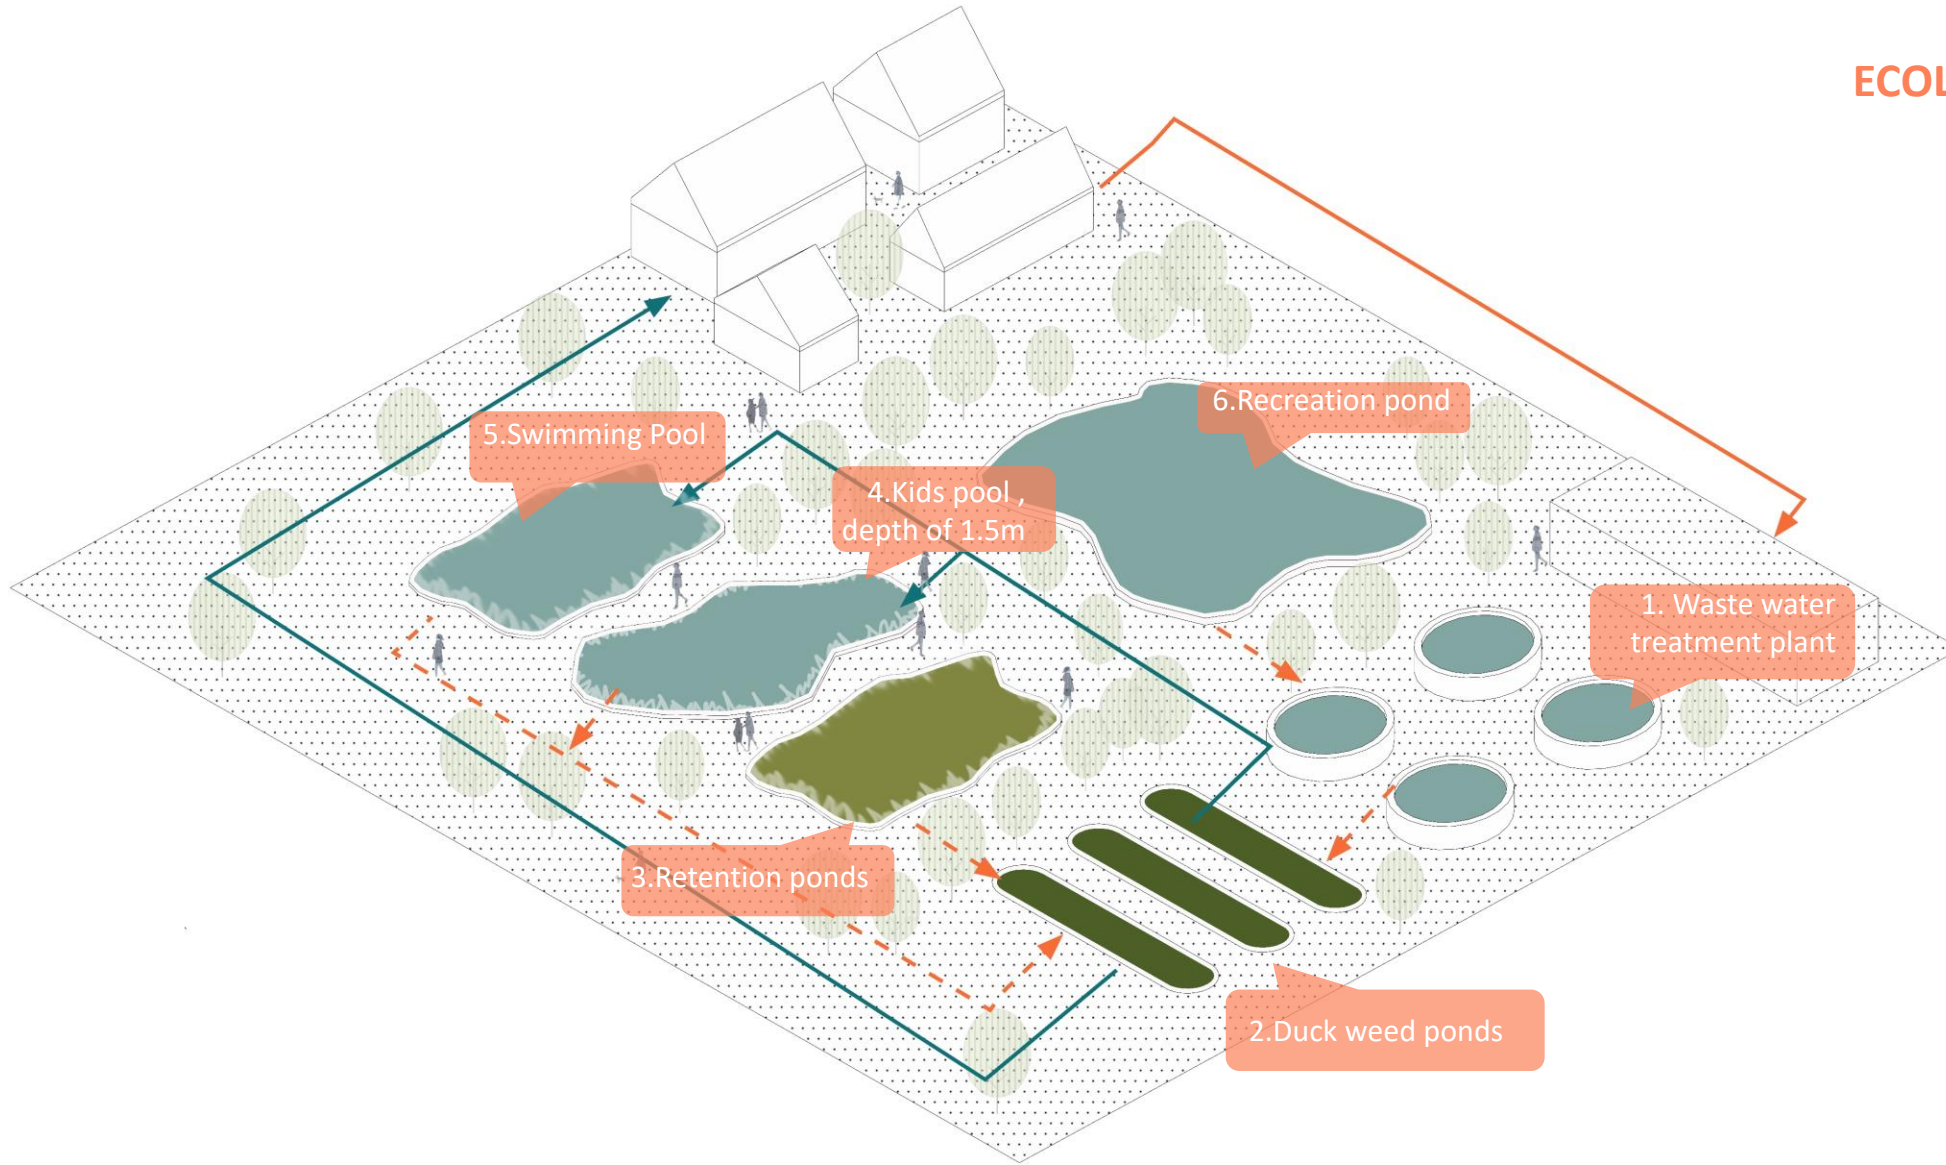 ECOL
6.Recreation pond
5.Swimming Pool
4.Kids pool ,
depth of 1.5m
1. Waste water
treatment plant
3.Retention ponds
2.Duck weed ponds